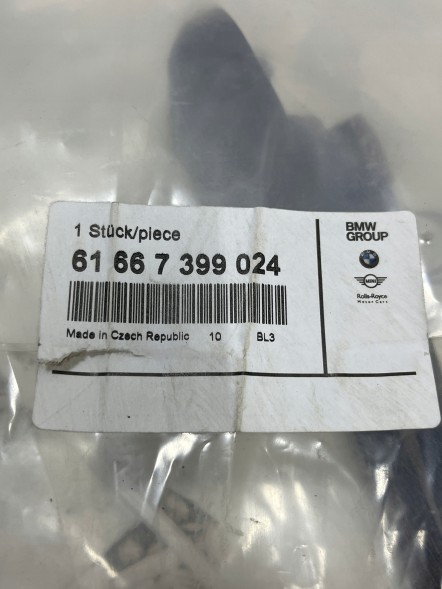 1 Stück/piece
61 66 7 399 024
Made in Czech Republic 10 BL3
BMW
GROUP
MINI
Rolls-Royce
Motor Cars